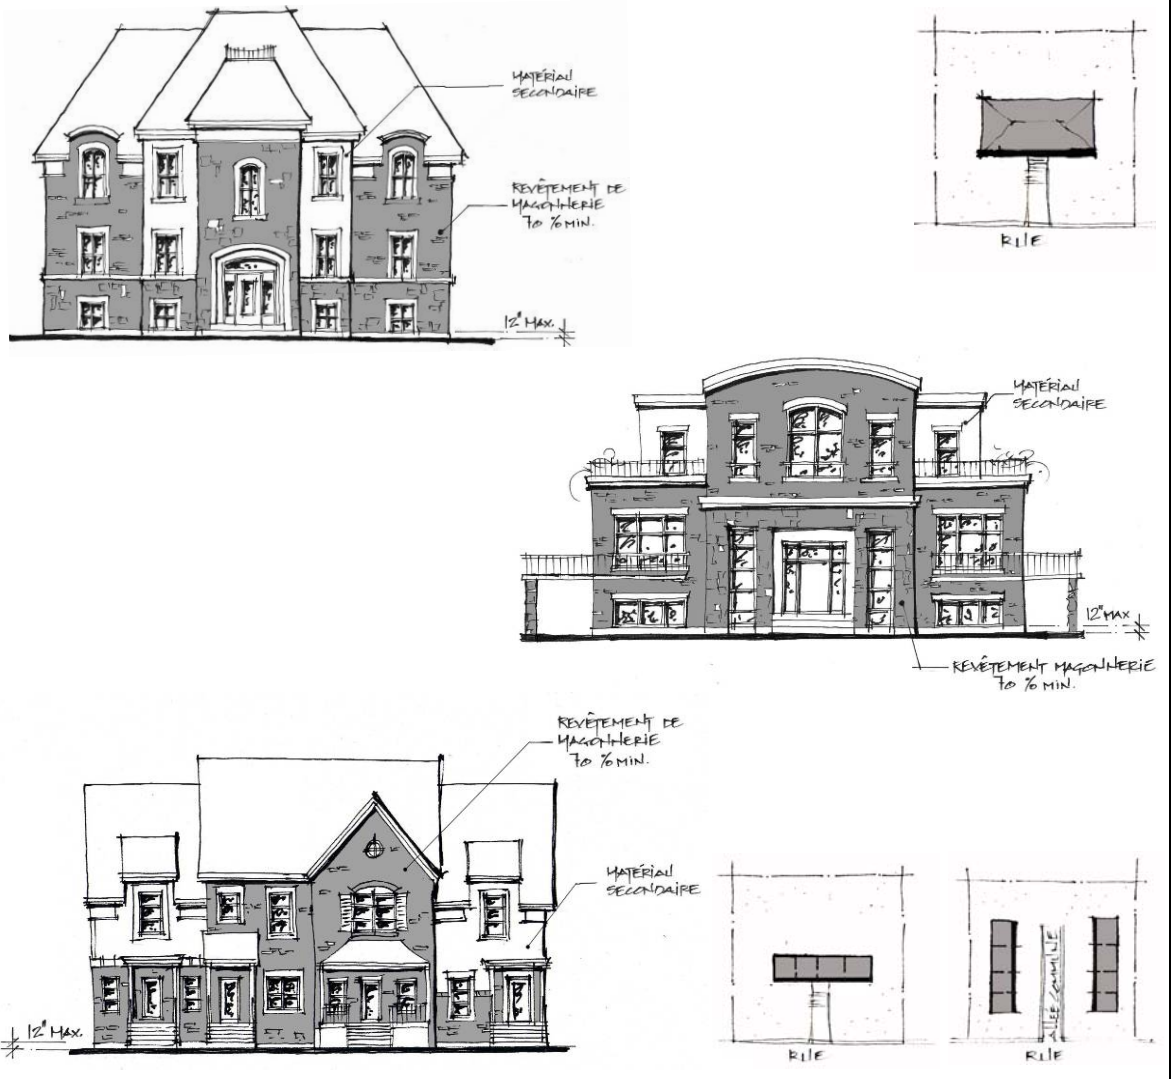 MATÉRIAU
SECONDAIRE
REVÊTEMENT DE
MAÇONNERIE
70 % MIN.
12" MAX.
RUE
MATÉRIAU
SECONDAIRE
12" MAX
REVÊTEMENT MAÇONNERIE
70 % MIN.
REVÊTEMENT DE
MAÇONNERIE
70 % MIN.
MATÉRIAU
SECONDAIRE
12" MAX.
RUE
ALLÉE COMMUNE
RUE